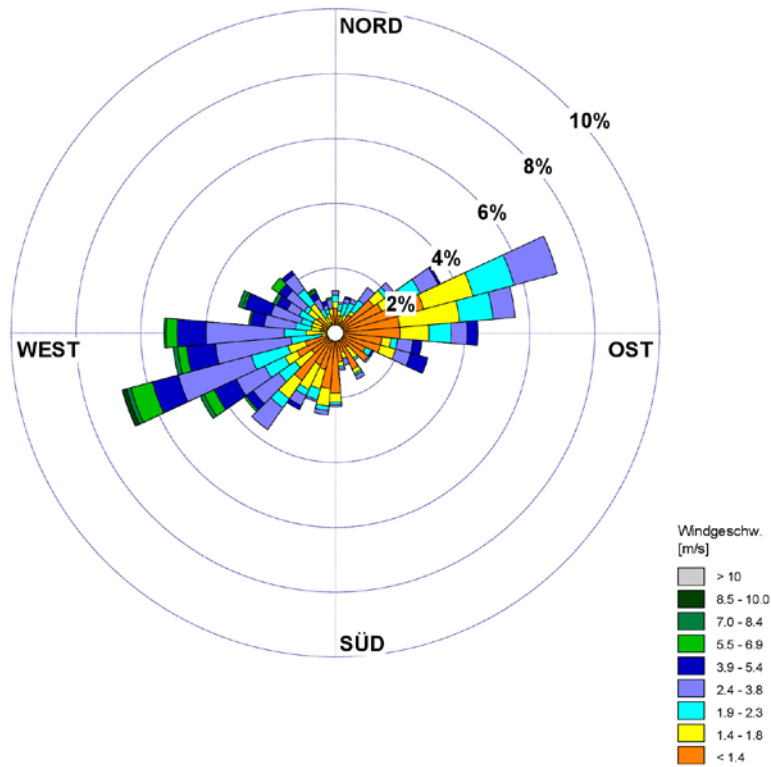 NORD
10%
8%
6%
4%
2%
WEST
OST
SÜD
Windgeschw.
[m/s]
> 10
8.5 - 10.0
7.0 - 8.4
5.5 - 6.9
3.9 - 5.4
2.4 - 3.8
1.9 - 2.3
1.4 - 1.8
< 1.4